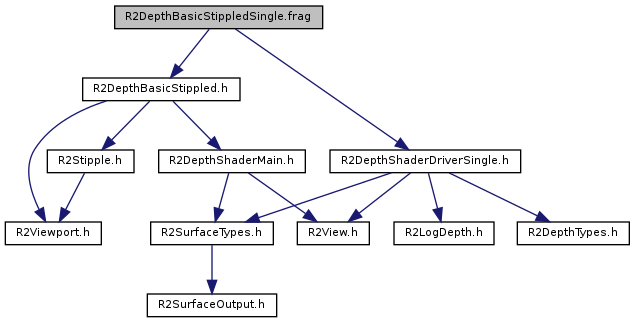 R2DepthBasicStippledSingle.frag
R2DepthBasicStippled.h
R2Stipple.h
R2DepthShaderMain.h
R2DepthShaderDriverSingle.h
R2Viewport.h
R2SurfaceTypes.h
R2View.h
R2LogDepth.h
R2DepthTypes.h
R2SurfaceOutput.h